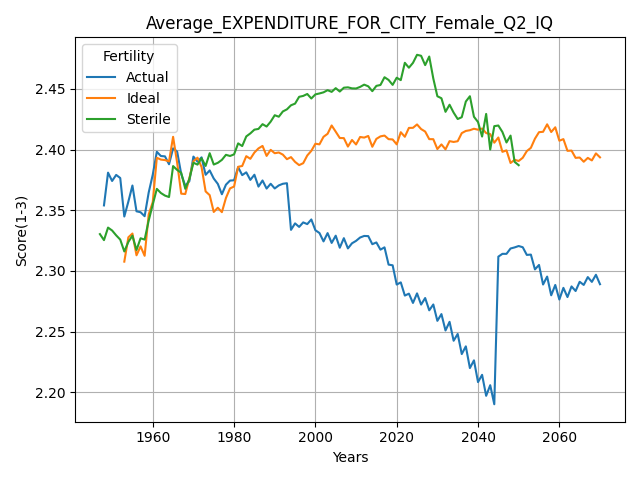 Average_EXPENDITURE_FOR_CITY_Female_Q2_IQ
Fertility
Actual
Ideal
Sterile
Score(1-3)
2.45
2.40
2.35
2.30
2.25
2.20
1960 1980 2000 2020 2040 2060
Years